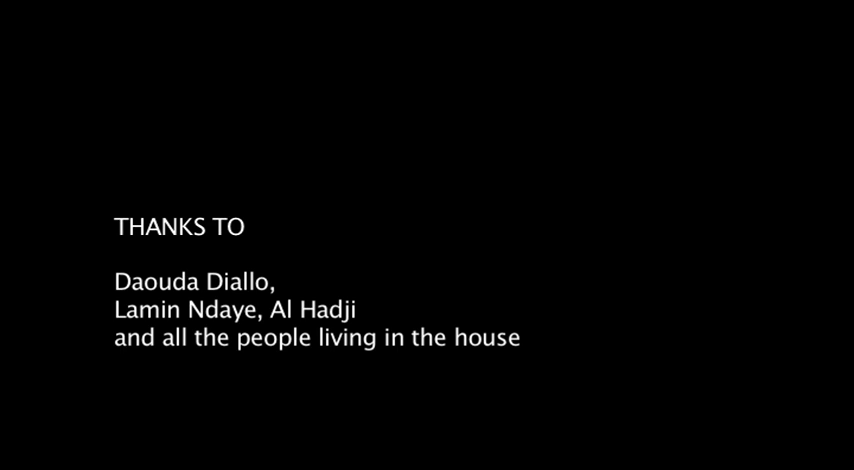 THANKS TO
Daouda Diallo,
Lamin Ndaye, Al Hadji
and all the people living in the house